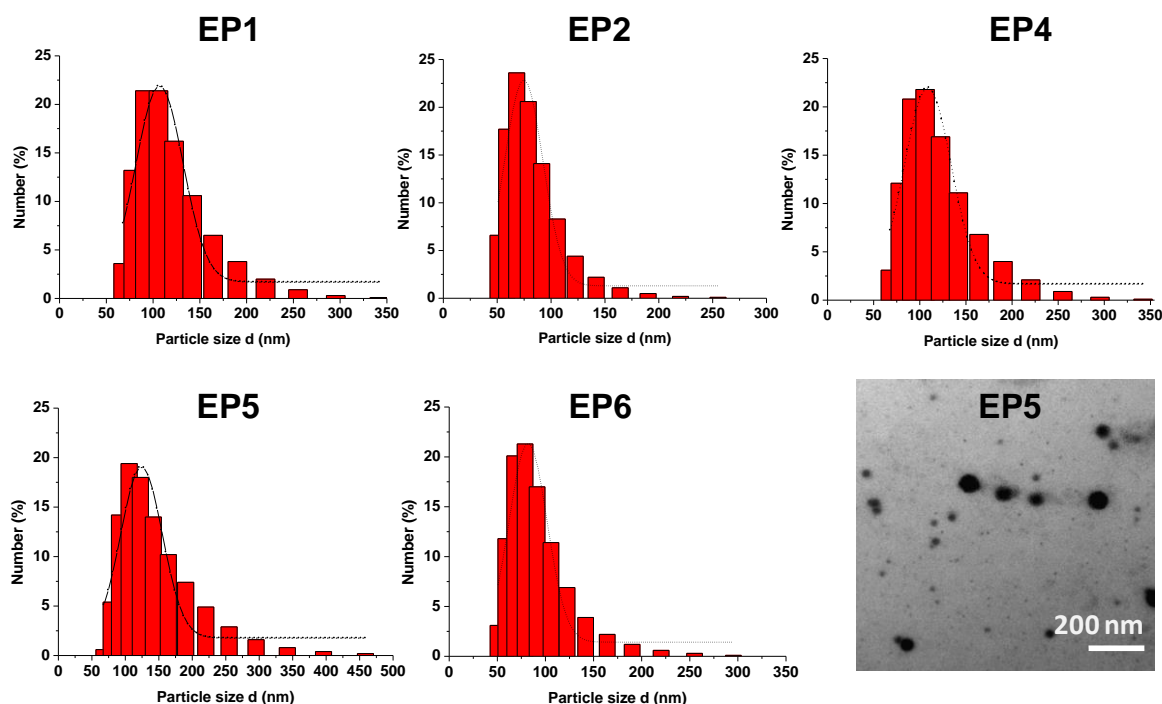 EP1
25
20
15
10
5
0
Number (%)
0 50 100 150 200 250 300 350
Particle size d (nm)
EP2
25
20
15
10
5
0
Number (%)
0 50 100 150 200 250 300
Particle size d (nm)
EP4
25
20
15
10
5
0
Number (%)
0 50 100 150 200 250 300 350
Particle size d (nm)
EP5
25
20
15
10
5
0
Number (%)
0 50 100 150 200 250 300 350 400 450 500
Particle size d (nm)
EP6
25
20
15
10
5
0
Number (%)
0 50 100 150 200 250 300 350
Particle size d (nm)
EP5
200 nm